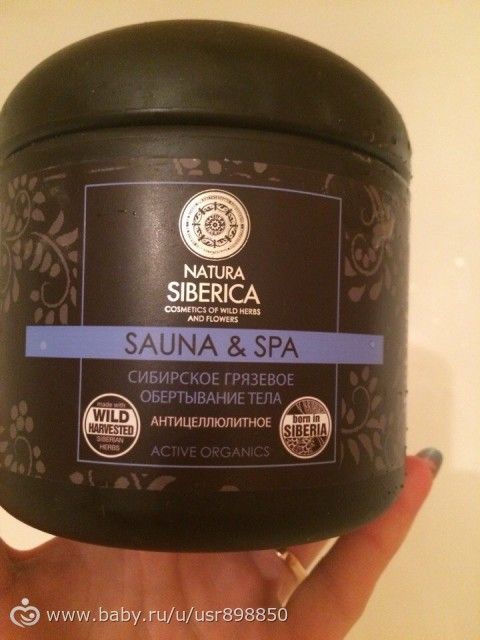 NATURA
SIBERICA
COSMETICS OF WILD HERBS
AND FLOWERS
SAUNA & SPA
СИБИРСКОЕ ГРЯЗЕВОЕ
ОБЕРТЫВАНИЕ ТЕЛА
made with
WILD
HARVESTED
SIBERIAN
HERBS
АНТИЦЕЛЛЮЛИТНОЕ
born in
SIBERIA
ACTIVE ORGANICS
www.baby.ru/u/usr898850